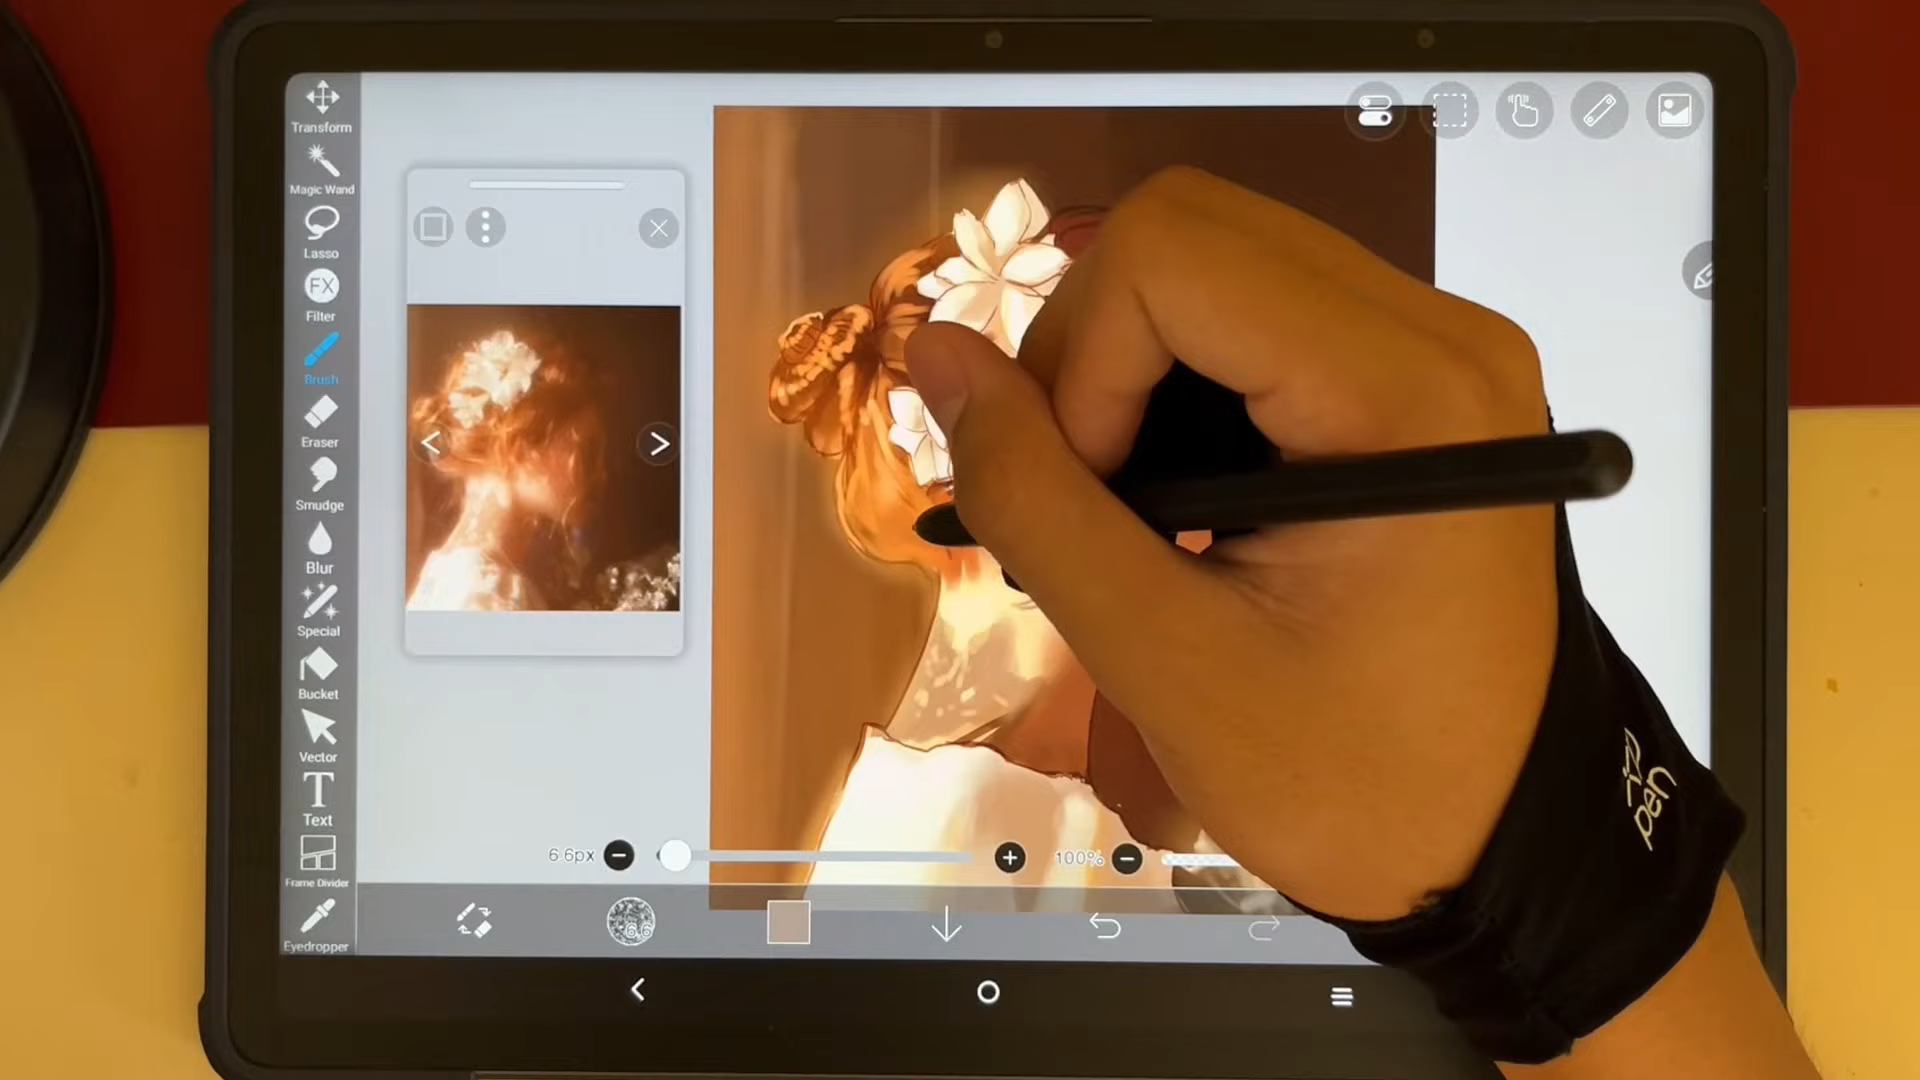 Transform
Magic Wand
Lasso
FX
Filter
Brush
Eraser
Smudge
Blur
Special
Bucket
Vector
T
Text
Frame Divider
Eyedropper
6.6px
100%
pen